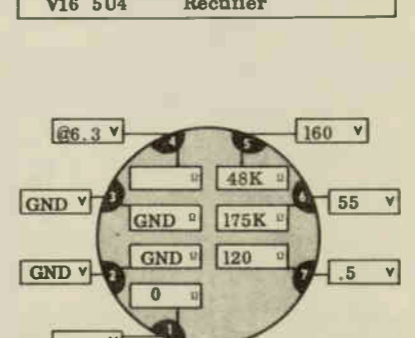 V16 5U4 Rectifier
@6.3 V
160 V
4
5
Ω
48K Ω
GND V
3
6
55 V
GND Ω
175K Ω
GND Ω
120 Ω
GND V
2
7
.5 V
0 Ω
1
V